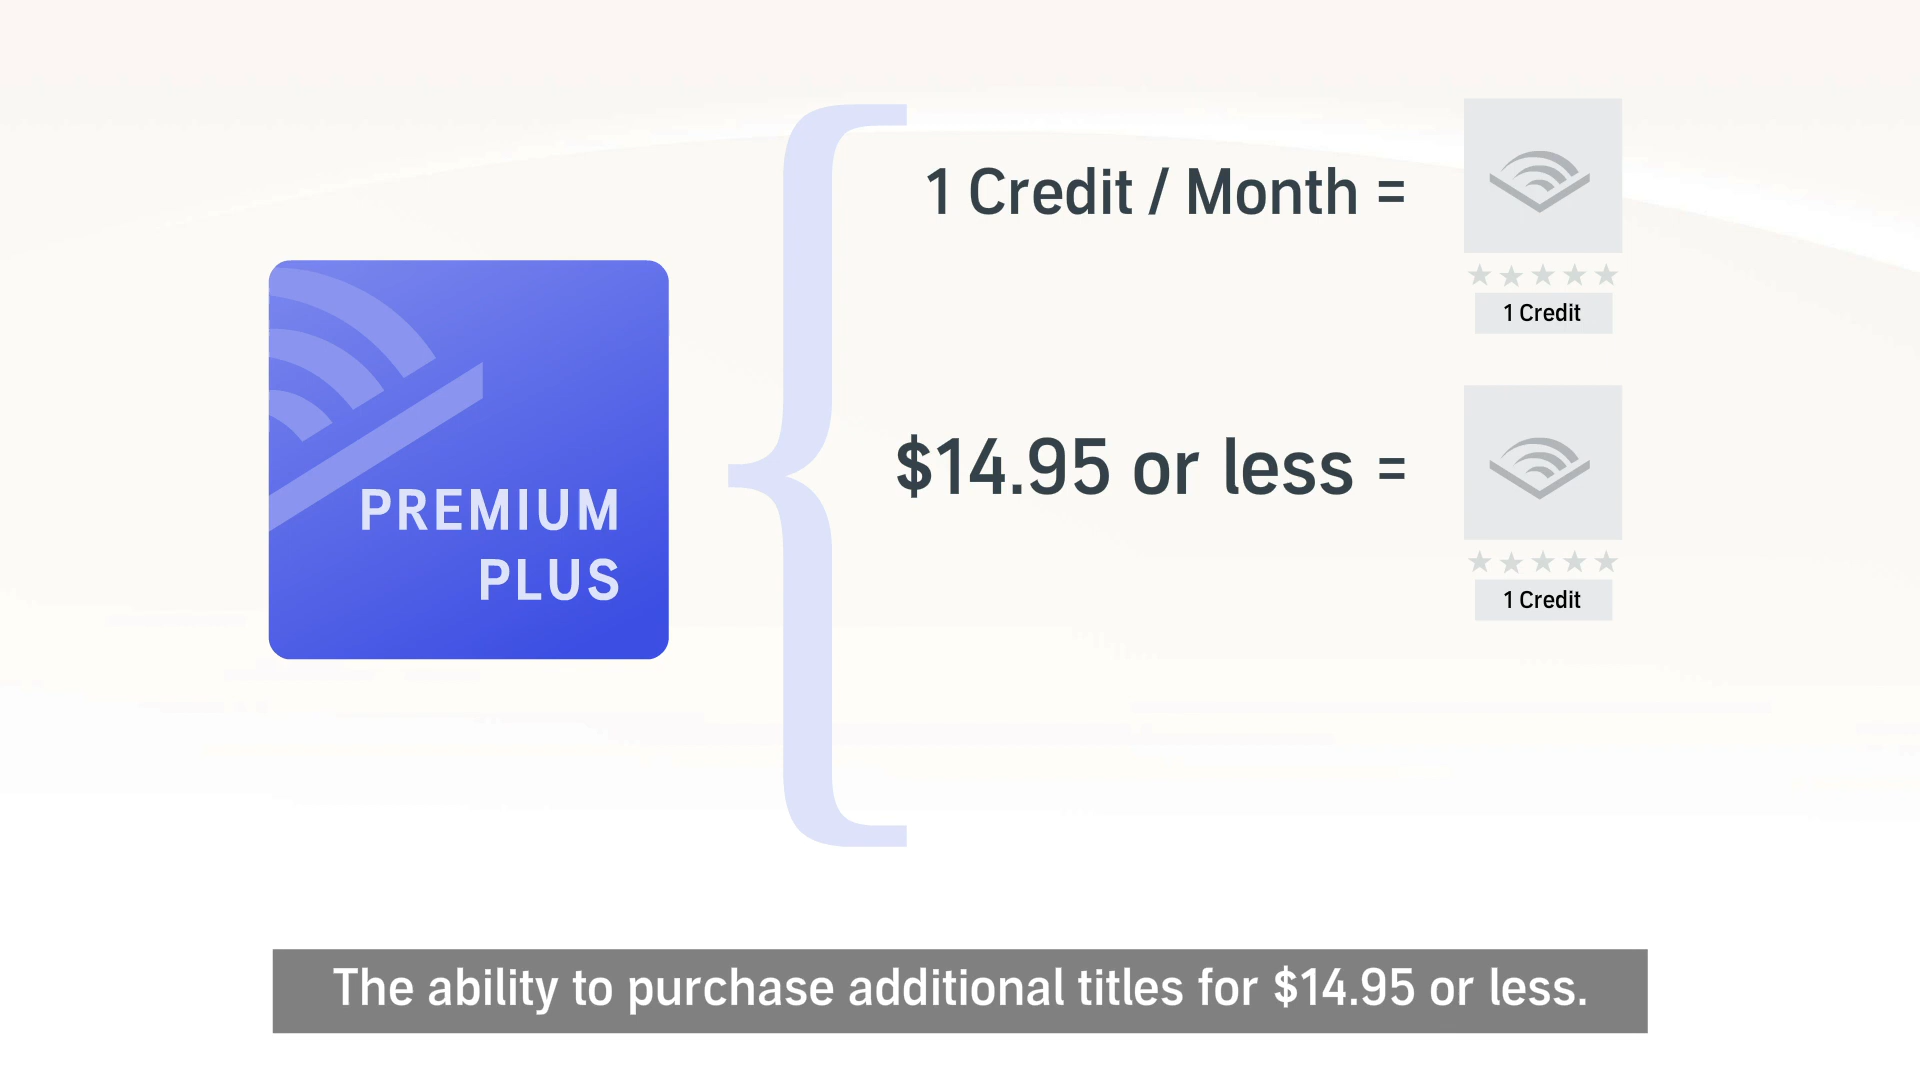 PREMIUM
PLUS
1 Credit / Month =
1 Credit
$14.95 or less =
1 Credit
The ability to purchase additional titles for $14.95 or less.